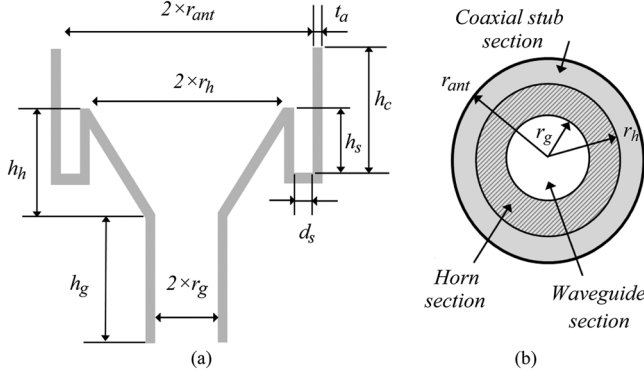 2×r_ant
t_a
2×r_h
h_c
h_s
h_h
d_s
h_g
2×r_g
(a)
Coaxial stub
section
r_ant
r_g
r_h
Horn
section
Waveguide
section
(b)